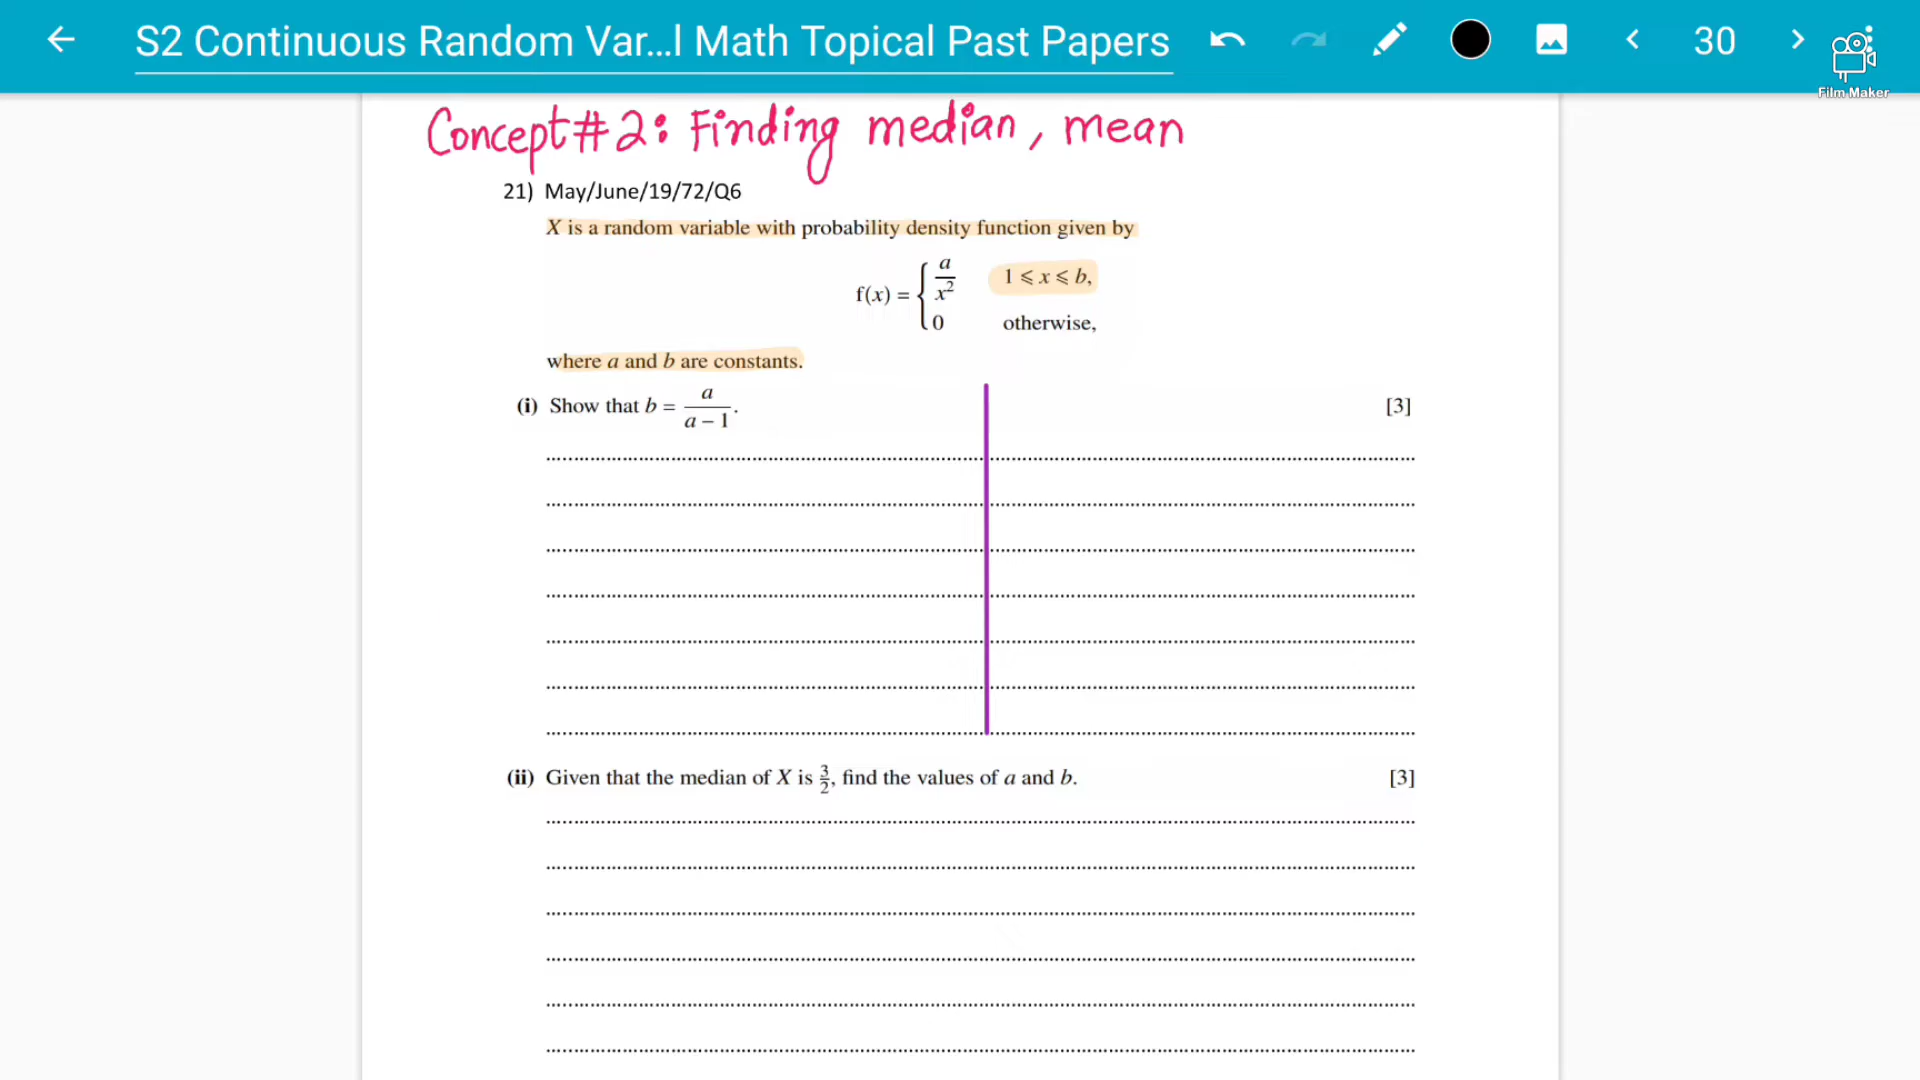 S2 Continuous Random Var...l Math Topical Past Papers
30
Film Maker
Concept#2: Finding median, mean
21) May/June/19/72/Q6
X is a random variable with probability density function given by
f(x) = { a/x² 1 ⩽ x ⩽ b,
0 otherwise,
where a and b are constants.
(i) Show that b = a/(a – 1). [3]
(ii) Given that the median of X is 3/2, find the values of a and b. [3]